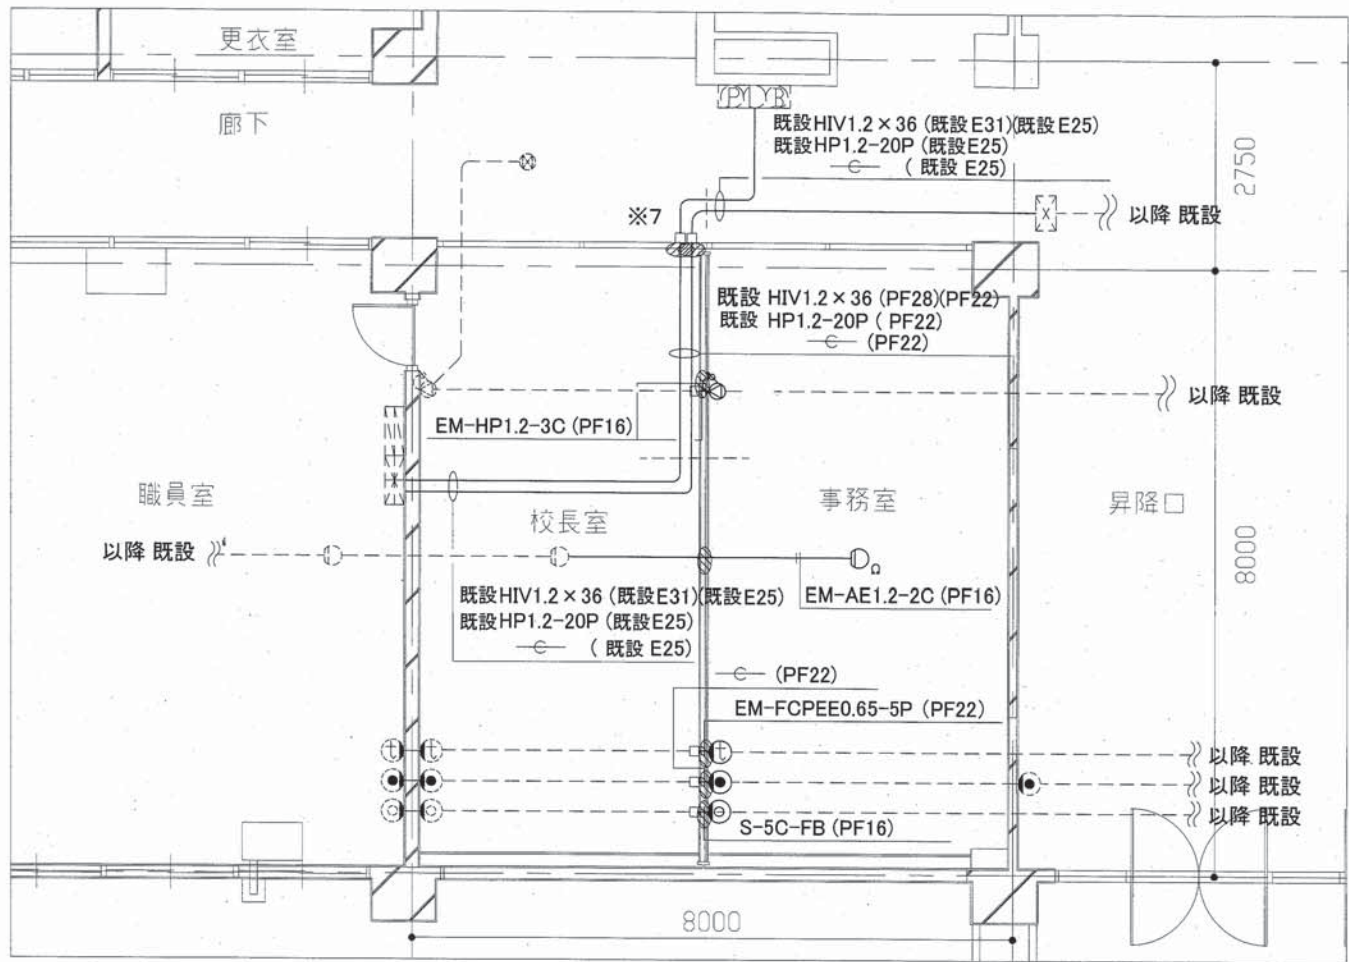 更衣室
廊下
P1 B
既設HIV1.2×36 (既設E31)(既設E25)
既設HP1.2-20P (既設E25)
C ( 既設 E25)
2750
※7
X
以降 既設
既設 HIV1.2×36 (PF28)(PF22)
既設 HP1.2-20P ( PF22)
C (PF22)
以降 既設
EM-HP1.2-3C (PF16)
職員室
校長室
事務室
昇降口
8000
以降 既設
Ω
既設HIV1.2×36 (既設E31)(既設E25)
EM-AE1.2-2C (PF16)
既設HP1.2-20P (既設E25)
C ( 既設 E25)
C (PF22)
EM-FCPEE0.65-5P (PF22)
t t t
以降 既設
以降 既設
以降 既設
S-5C-FB (PF16)
8000